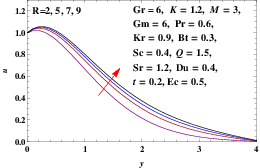 R=2, 5, 7, 9
Gr = 6, K = 1.2, M = 3,
Gm = 6, Pr = 0.6,
Kr = 0.9, Bt = 0.3,
Sc = 0.4, Q = 1.5,
Sr = 1.2, Du = 0.4,
t = 0.2, Ec = 0.5,
1.2
1.0
0.8
0.6
0.4
0.2
0.0
u
0
1
2
3
4
y